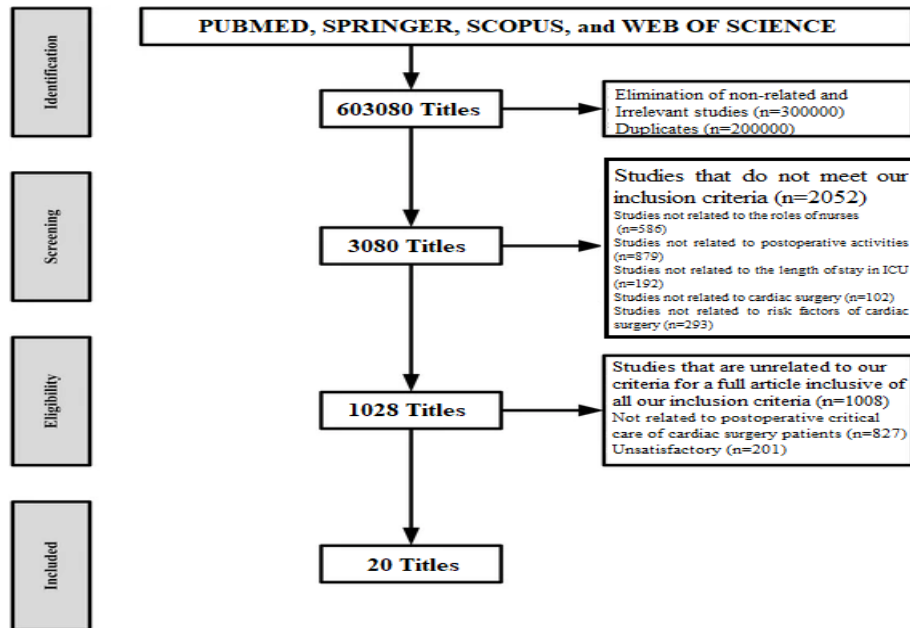 PUBMED, SPRINGER, SCOPUS, and WEB OF SCIENCE
Identification
603080 Titles
Elimination of non-related and
Irrelevant studies (n=300000)
Duplicates (n=200000)
Screening
3080 Titles
Studies that do not meet our
inclusion criteria (n=2052)
Studies not related to the roles of nurses
(n=586)
Studies not related to postoperative activities
(n=879)
Studies not related to the length of stay in ICU
(n=192)
Studies not related to cardiac surgery (n=102)
Studies not related to risk factors of cardiac
surgery (n=293)
Eligibility
1028 Titles
Studies that are unrelated to our
criteria for a full article inclusive of
all our inclusion criteria (n=1008)
Not related to postoperative critical
care of cardiac surgery patients (n=827)
Unsatisfactory (n=201)
Included
20 Titles